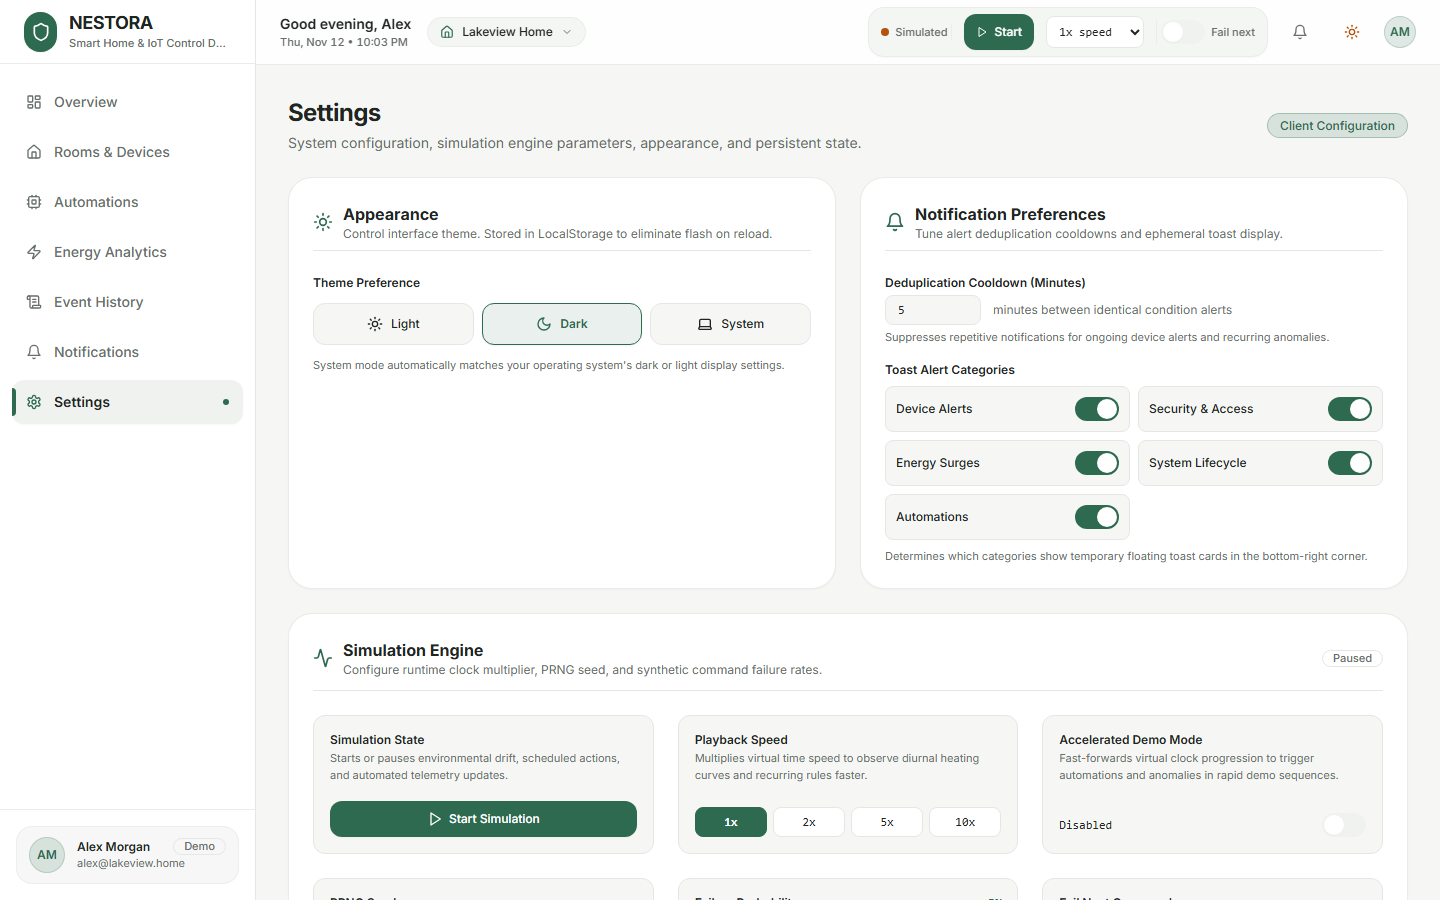 NESTORA
Smart Home & IoT Control D...
Good evening, Alex
Thu, Nov 12 • 10:03 PM
Lakeview Home
Simulated
Start
1x speed
Fail next
AM
Overview
Rooms & Devices
Automations
Energy Analytics
Event History
Notifications
Settings
AM
Alex Morgan
Demo
alex@lakeview.home
Settings
System configuration, simulation engine parameters, appearance, and persistent state.
Client Configuration
Appearance
Control interface theme. Stored in LocalStorage to eliminate flash on reload.
Theme Preference
Light
Dark
System
System mode automatically matches your operating system's dark or light display settings.
Notification Preferences
Tune alert deduplication cooldowns and ephemeral toast display.
Deduplication Cooldown (Minutes)
5
minutes between identical condition alerts
Suppresses repetitive notifications for ongoing device alerts and recurring anomalies.
Toast Alert Categories
Device Alerts
Security & Access
Energy Surges
System Lifecycle
Automations
Determines which categories show temporary floating toast cards in the bottom-right corner.
Simulation Engine
Configure runtime clock multiplier, PRNG seed, and synthetic command failure rates.
Paused
Simulation State
Starts or pauses environmental drift, scheduled actions,
and automated telemetry updates.
Start Simulation
Playback Speed
Multiplies virtual time speed to observe diurnal heating
curves and recurring rules faster.
1x
2x
5x
10x
Accelerated Demo Mode
Fast-forwards virtual clock progression to trigger
automations and anomalies in rapid demo sequences.
Disabled